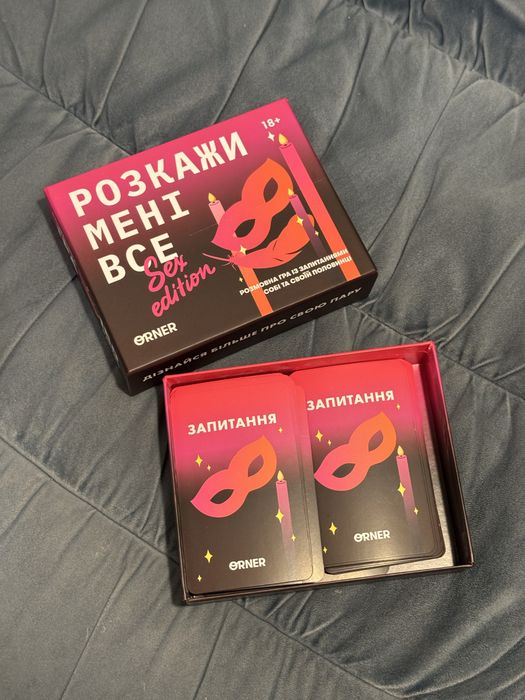 18+
РОЗКАЖИ
МЕНІ
ВСЕ
Sex
edition
РОЗМОВНА ГРА ІЗ ЗАПИТАННЯМИ
СОБІ ТА СВОЇЙ ПОЛОВИНЦІ
ORNER
ДІЗНАЙСЯ БІЛЬШЕ ПРО СВОЮ ПАРУ
ЗАПИТАННЯ
ORNER
ЗАПИТАННЯ
ORNER